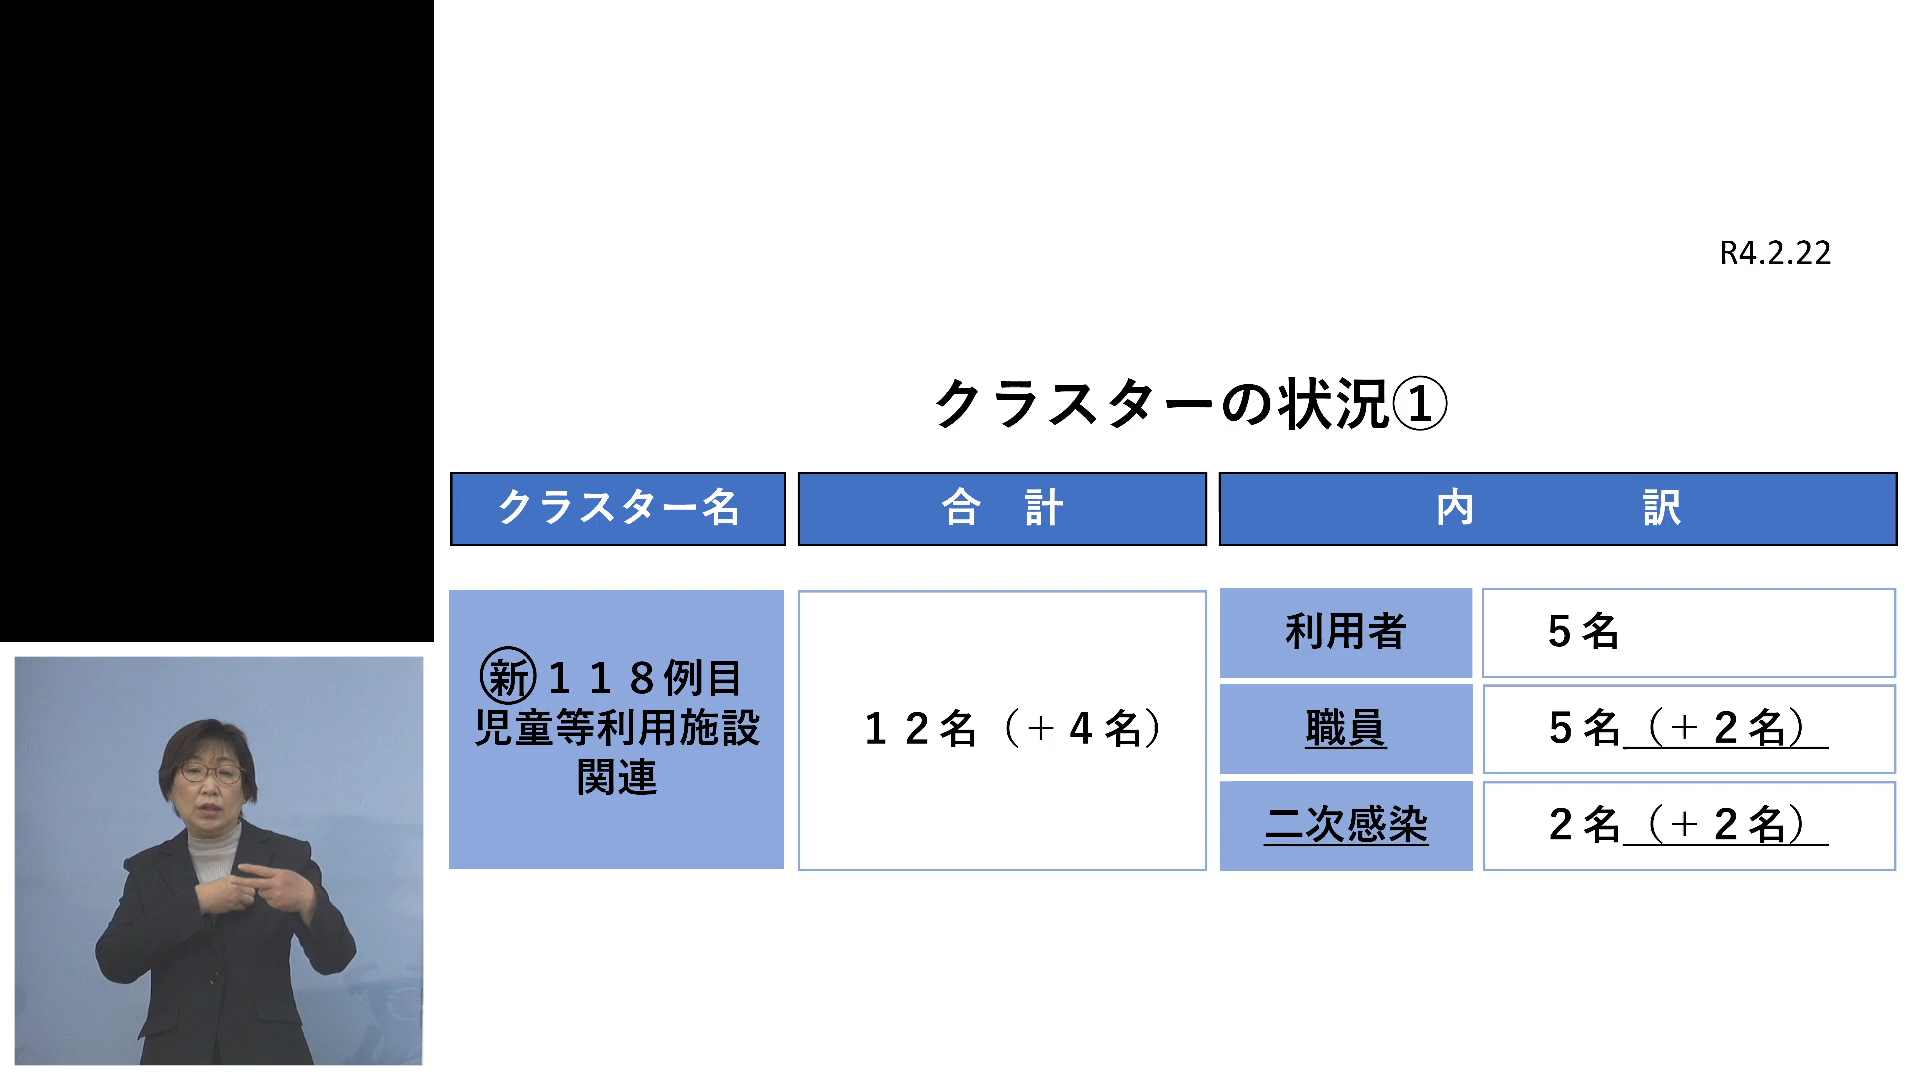 R4.2.22
クラスターの状況①
クラスター名
合　計
内　　　　訳
㊟新１１８例目
児童等利用施設
関連
１２名（＋４名）
利用者
５名
職員
５名（＋２名）
二次感染
２名（＋２名）